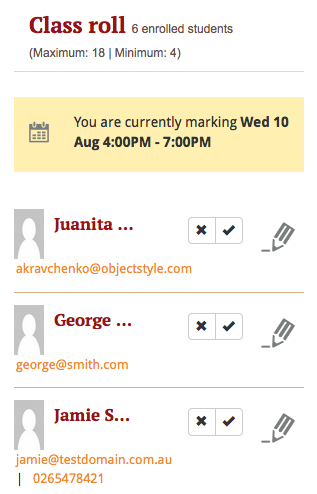 Class roll 6 enrolled students
(Maximum: 18 | Minimum: 4)
You are currently marking Wed 10
Aug 4:00PM - 7:00PM
Juanita ...
akravchenko@objectstyle.com
George ...
george@smith.com
Jamie S...
jamie@testdomain.com.au
| 0265478421